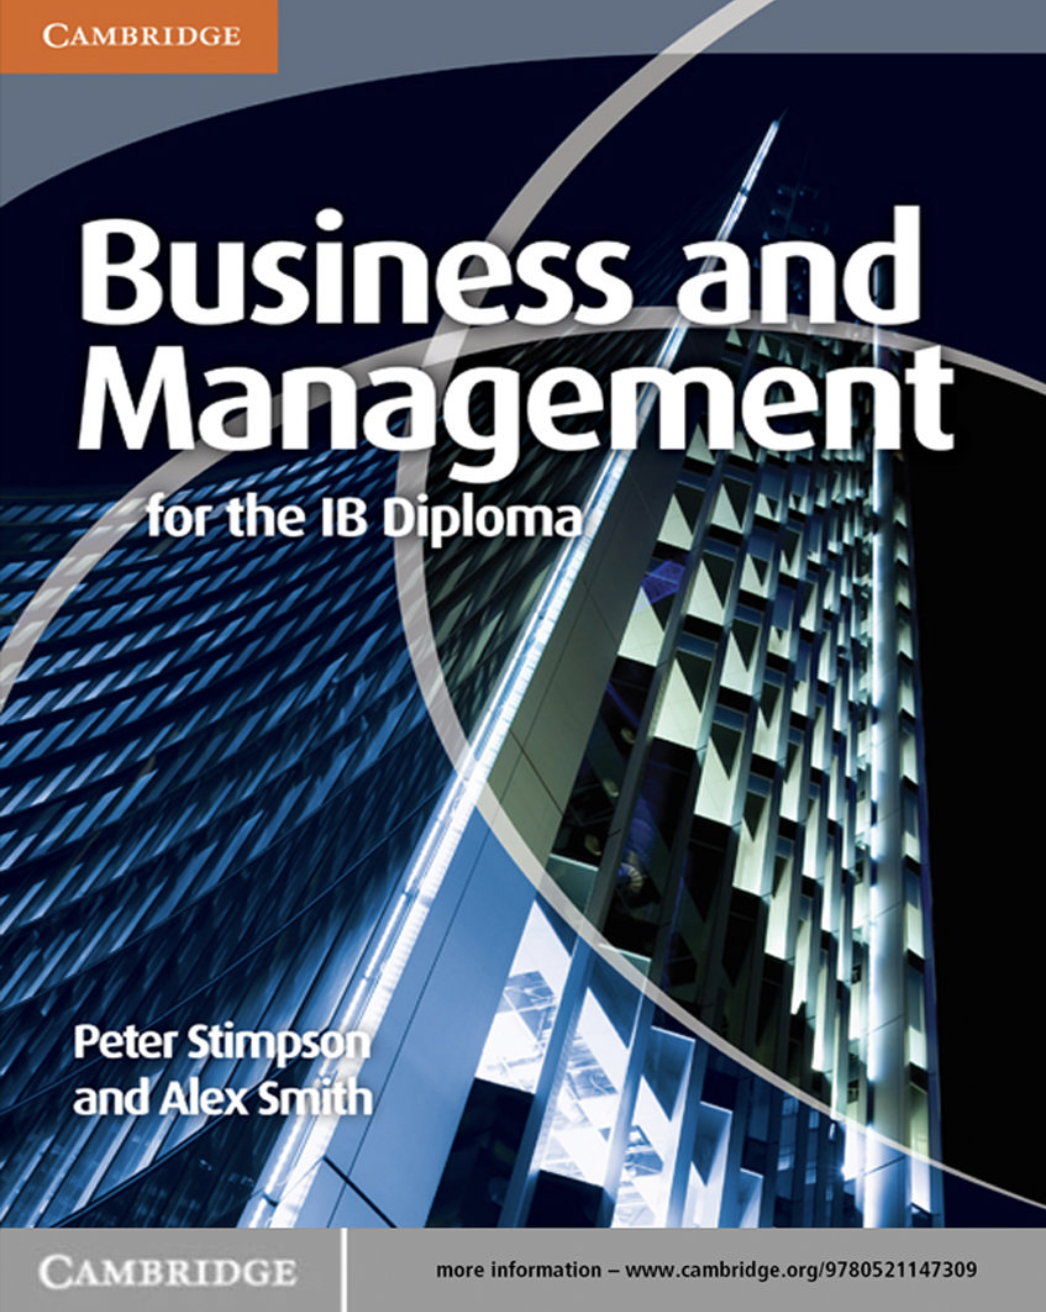 CAMBRIDGE
Business and
Management
for the IB Diploma
Peter Stimpson
and Alex Smith
CAMBRIDGE
more information – www.cambridge.org/9780521147309